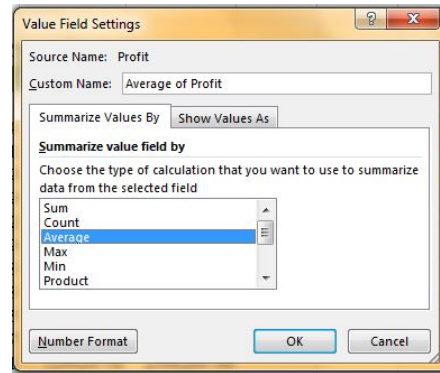 Value Field Settings
Source Name: Profit
Custom Name: Average of Profit
Summarize Values By Show Values As
Summarize value field by
Choose the type of calculation that you want to use to summarize
data from the selected field
Sum
Count
Average
Max
Min
Product
Number Format OK Cancel